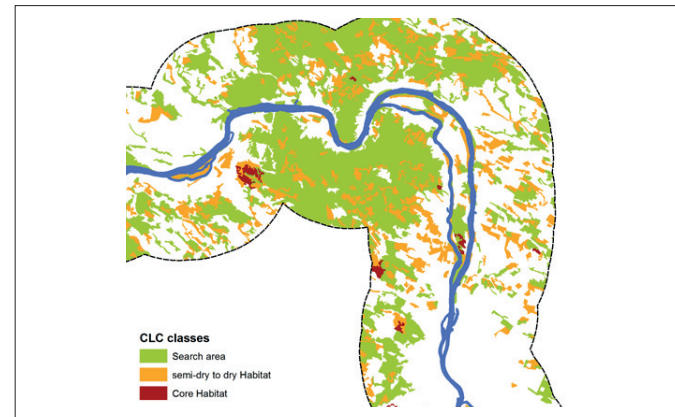 CLC classes
Search area
semi-dry to dry Habitat
Core Habitat